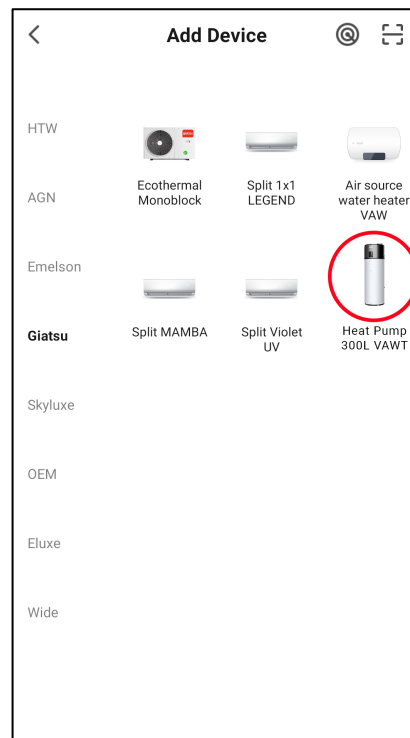 Add Device
HTW
AGN
Emelson
Giatsu
Skyluxe
OEM
Eluxe
Wide
Ecothermal
Monoblock
Split 1x1
LEGEND
Air source
water heater
VAW
Split MAMBA
Split Violet
UV
Heat Pump
300L VAWT